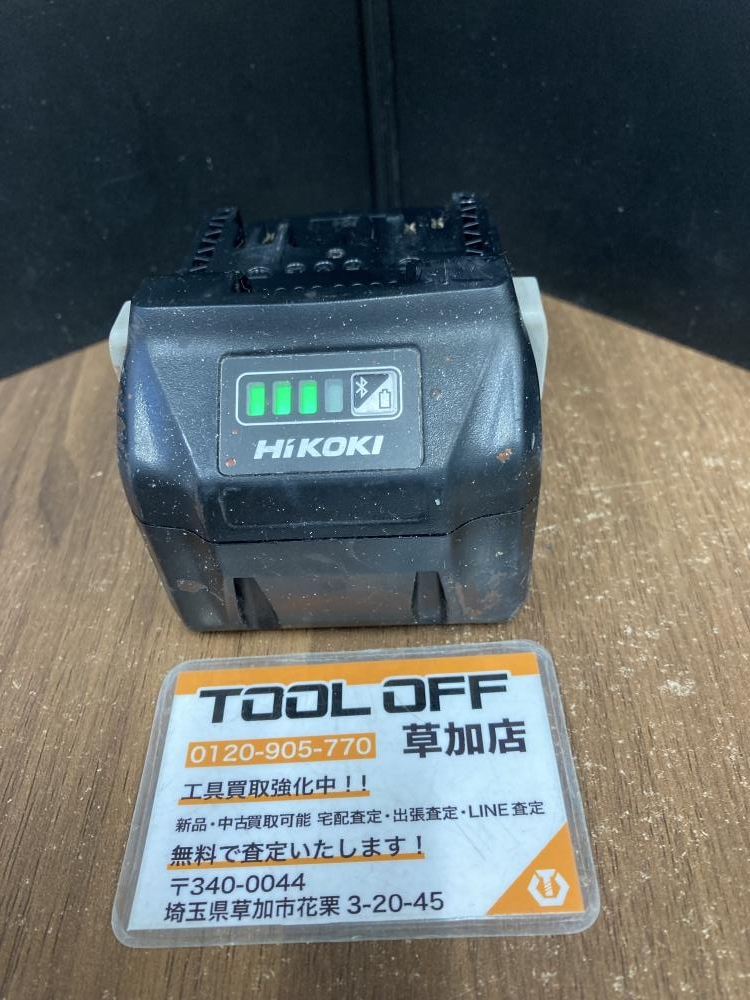 HiKOKI
TOOL OFF
0120-905-770 草加店
工具買取強化中！！
新品・中古買取可能 宅配査定・出張査定・LINE査定
無料で査定いたします！
〒340-0044
埼玉県草加市花栗 3-20-45